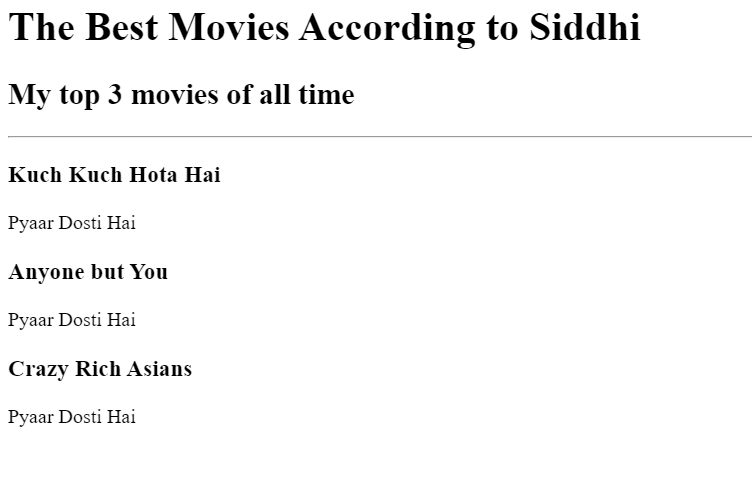 The Best Movies According to Siddhi
My top 3 movies of all time
Kuch Kuch Hota Hai
Pyaar Dosti Hai
Anyone but You
Pyaar Dosti Hai
Crazy Rich Asians
Pyaar Dosti Hai